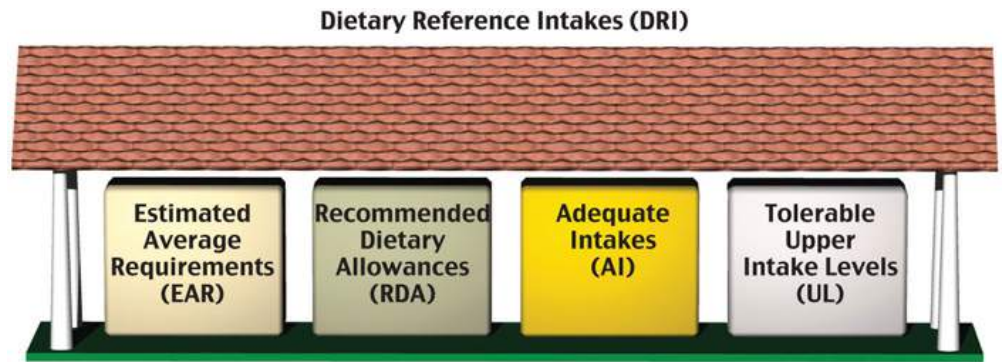 Dietary Reference Intakes (DRI)
Estimated
Average
Requirements
(EAR)
Recommended
Dietary
Allowances
(RDA)
Adequate
Intakes
(AI)
Tolerable
Upper
Intake Levels
(UL)